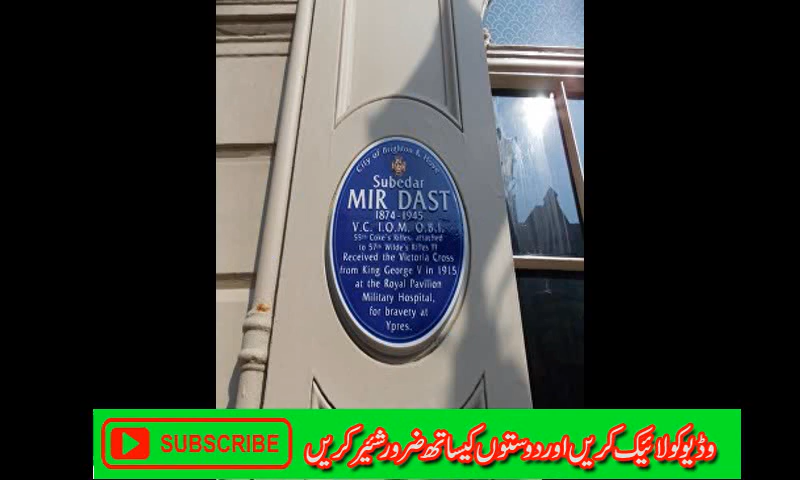 City of Brighton & Hove
Subedar
MIR DAST
1874-1945
V.C. I.O.M. O.B.I.
55th Coke's Rifles, attached
to 57th Wilde's Rifles FF
Received the Victoria Cross
from King George V in 1915
at the Royal Pavilion
Military Hospital,
for bravery at
Ypres.
SUBSCRIBE
وڈیو کو لائیک کریں اور دوستوں کیساتھ ضرور شئیر کریں